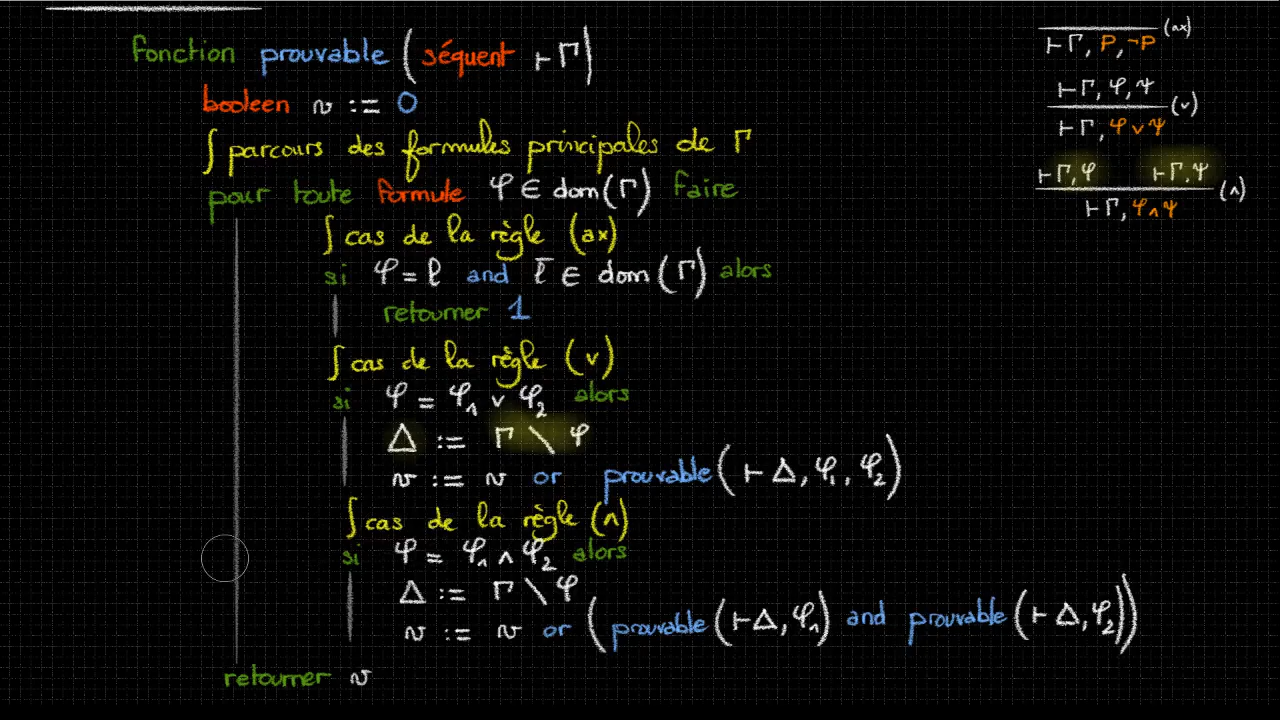 fonction prouvable (séquent ⊢ Γ)
booleen v := 0
∫ parcours des formules principales de Γ
pour toute formule φ ∈ dom(Γ) faire
∫ cas de la règle (ax)
si φ = ℓ and ℓ̅ ∈ dom(Γ) alors
retourner 1
∫ cas de la règle (∨)
si φ = φ₁ ∨ φ₂ alors
Δ := Γ \ φ
v := v or prouvable(⊢ Δ, φ₁, φ₂)
∫ cas de la règle (∧)
si φ = φ₁ ∧ φ₂ alors
Δ := Γ \ φ
v := v or (prouvable(⊢ Δ, φ₁) and prouvable(⊢ Δ, φ₂))
retourner v
(ax)
⊢ Γ, P, ¬P
⊢ Γ, φ, ψ
(∨)
⊢ Γ, φ ∨ ψ
⊢ Γ, φ ⊢ Γ, ψ
(∧)
⊢ Γ, φ ∧ ψ